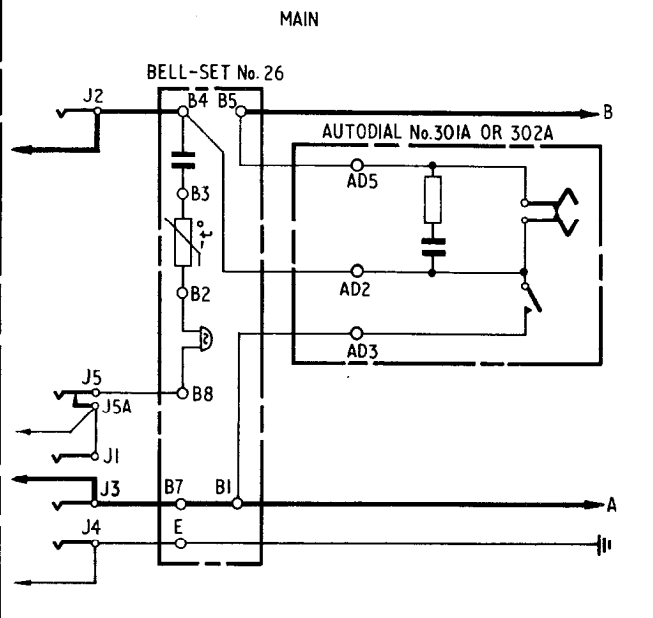 MAIN
BELL-SET No. 26
J2
B4
B5
B
AUTODIAL No.301A OR 302A
AD5
B3
-t°
AD2
B2
AD3
J5
B8
J5A
J1
J3
B7
B1
A
J4
E